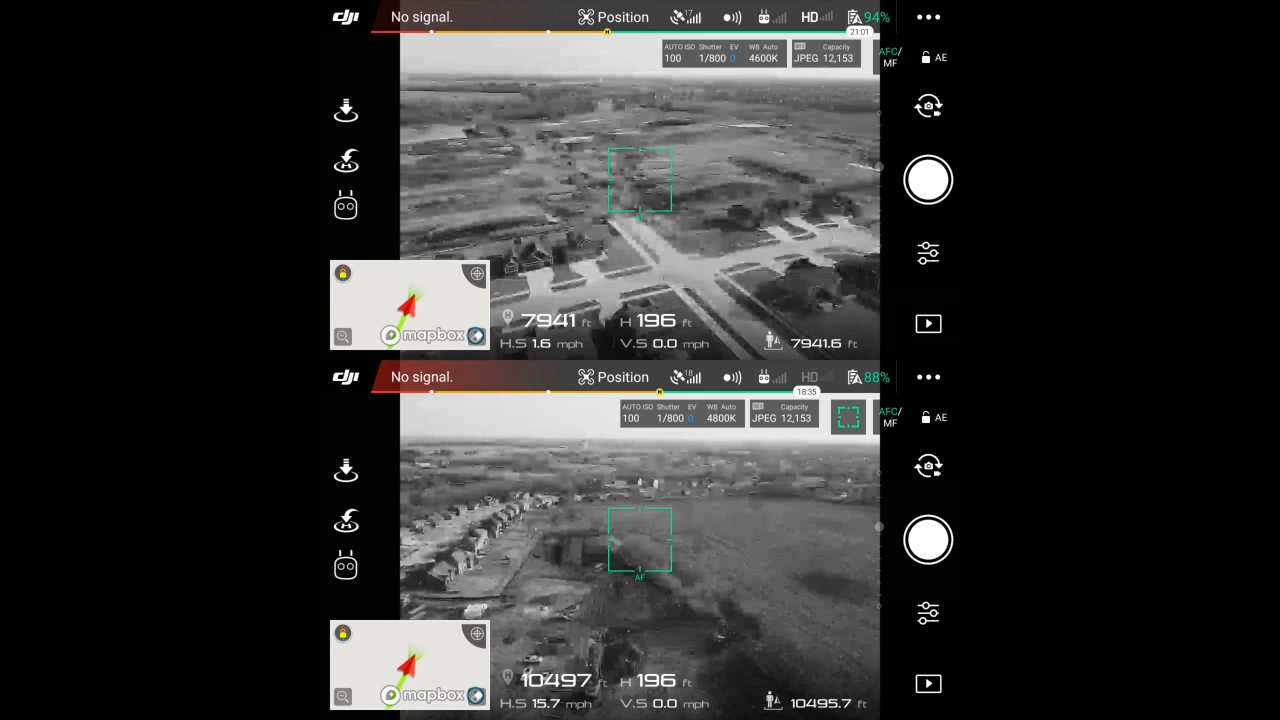 dji No signal. Position 17 HD 94%
21:01
AUTO ISO Shutter EV WB Auto Capacity
100 1/800 0 4600K JPEG 12,153
AFC/
MF
AE
AF
mapbox
7941 ft H 196 ft
H.S 1.6 mph V.S 0.0 mph 7941.6 ft
dji No signal. Position 18 HD 88%
18:35
AUTO ISO Shutter EV WB Auto Capacity
100 1/800 0 4800K JPEG 12,153
AFC/
MF
AE
AF
mapbox
10497 ft H 196 ft
H.S 15.7 mph V.S 0.0 mph 10495.7 ft